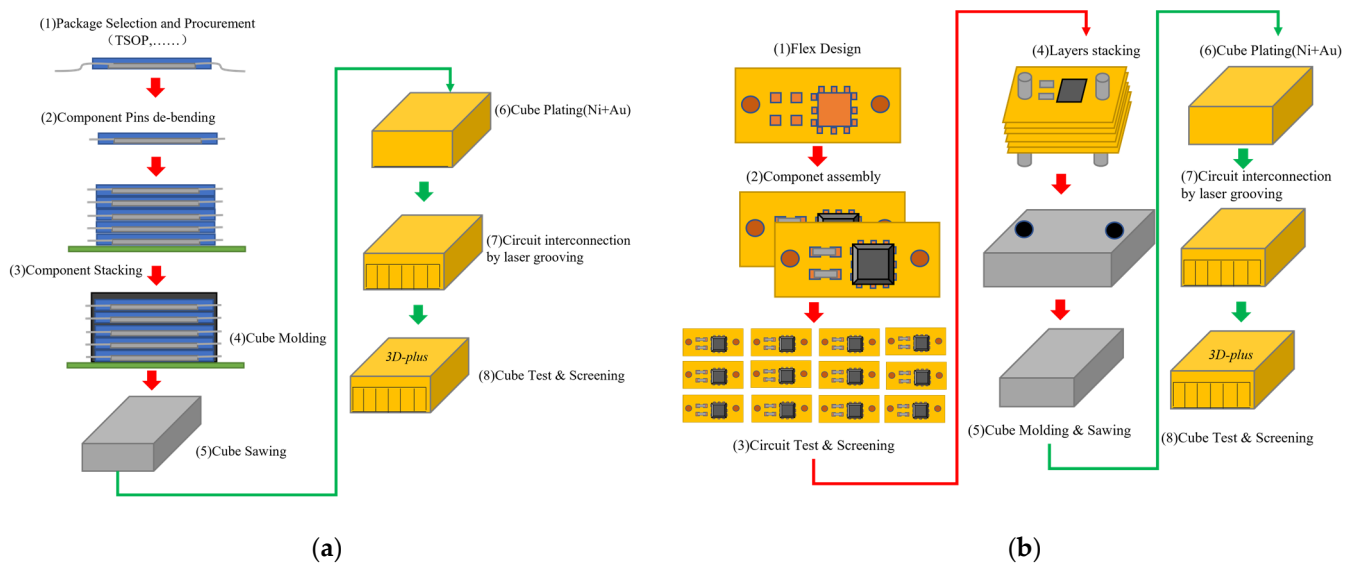 (1)Package Selection and Procurement
(TSOP,……)
(2)Component Pins de-bending
(3)Component Stacking
(4)Cube Molding
(5)Cube Sawing
(6)Cube Plating(Ni+Au)
(7)Circuit interconnection
by laser grooving
3D-plus
(8)Cube Test & Screening
(a)
(1)Flex Design
(2)Componet assembly
(3)Circuit Test & Screening
(4)Layers stacking
(5)Cube Molding & Sawing
(6)Cube Plating(Ni+Au)
(7)Circuit interconnection
by laser grooving
3D-plus
(8)Cube Test & Screening
(b)